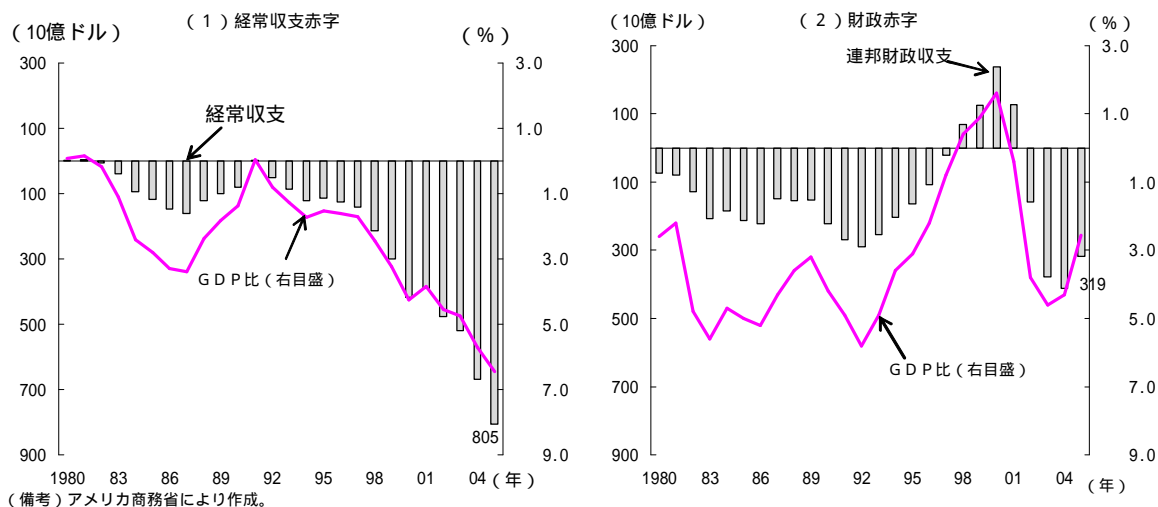 (1)経常収支赤字
(10億ドル)
(%)
300
100
100
300
500
700
900
3.0
1.0
1.0
3.0
5.0
7.0
9.0
経常収支
GDP比(右目盛)
805
1980 83 86 89 92 95 98 01 04 (年)
(備考)アメリカ商務省により作成。
(2)財政赤字
(10億ドル)
(%)
300
100
100
300
500
700
900
3.0
1.0
1.0
3.0
5.0
7.0
9.0
連邦財政収支
319
GDP比(右目盛)
1980 83 86 89 92 95 98 01 04
(年)